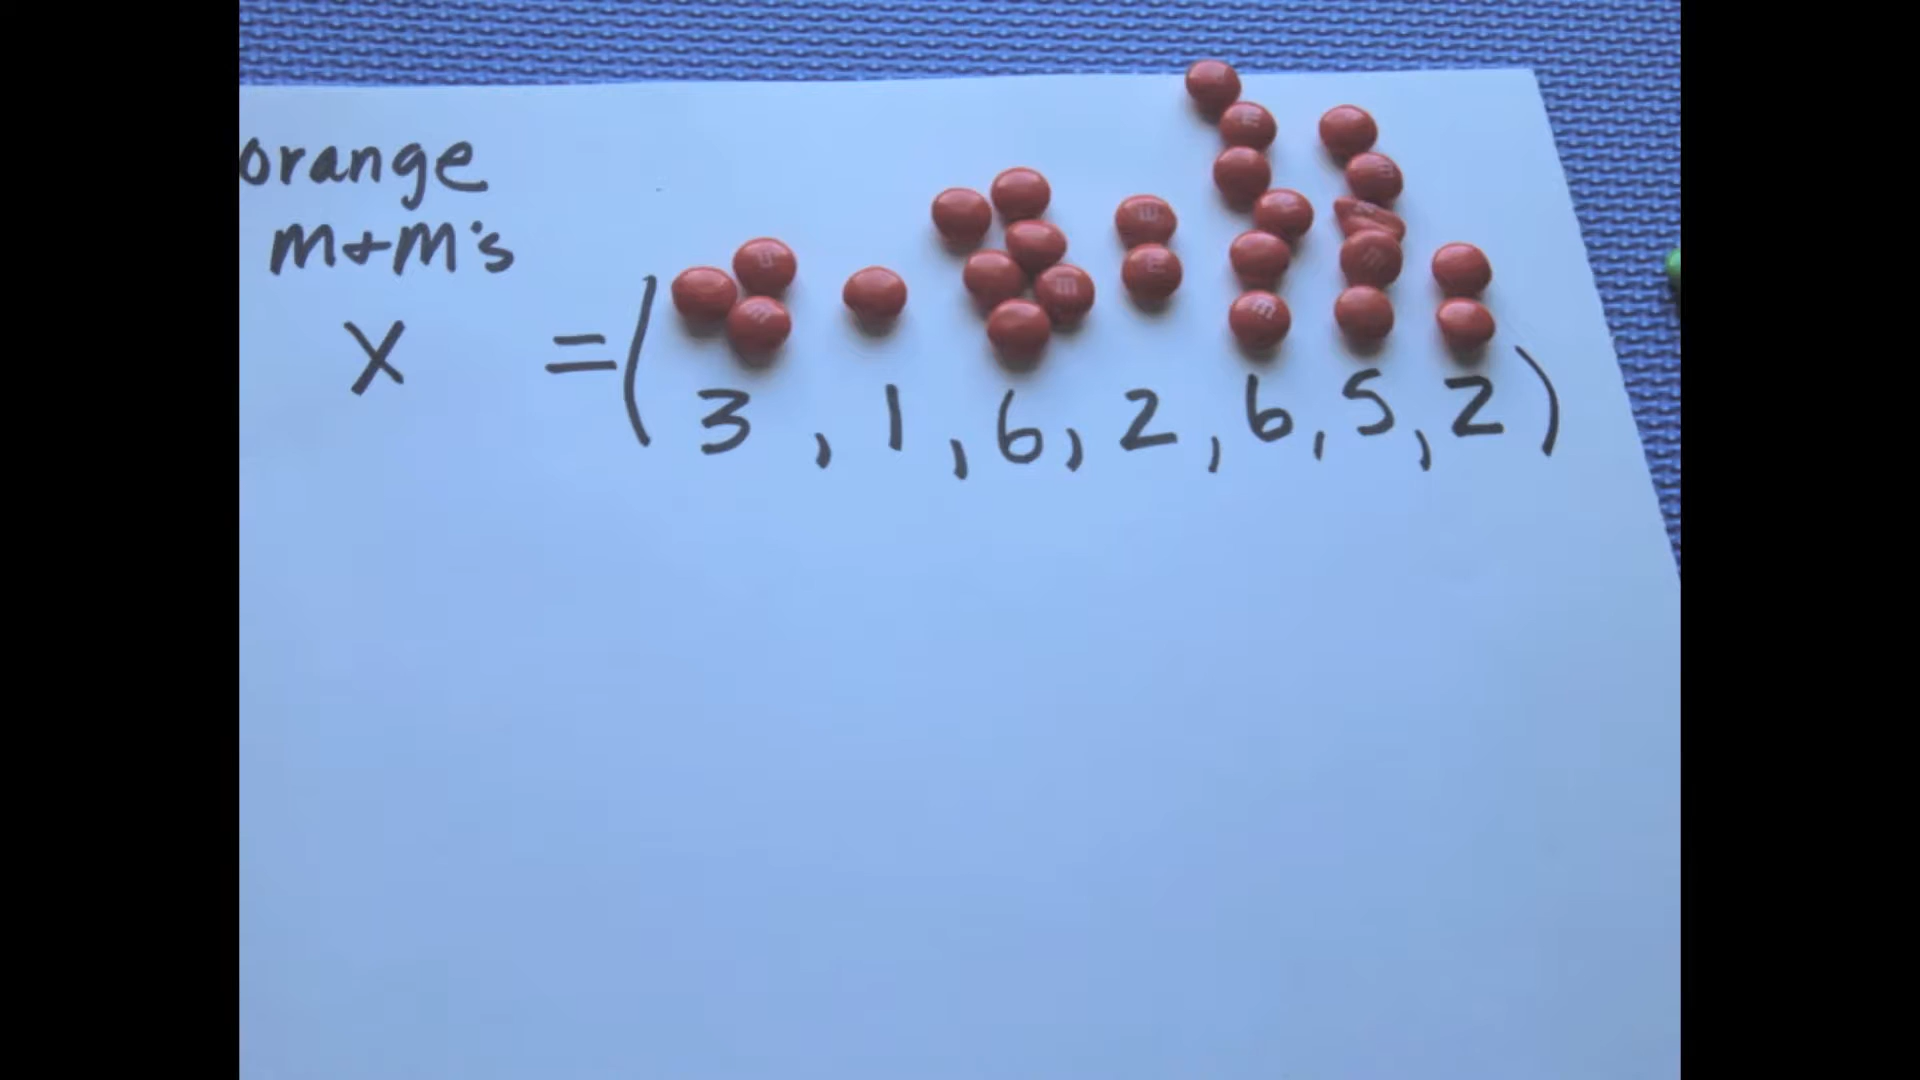 orange
m+m's
X = ( 3 , 1 , 6 , 2 , 6 , 5 , 2 )